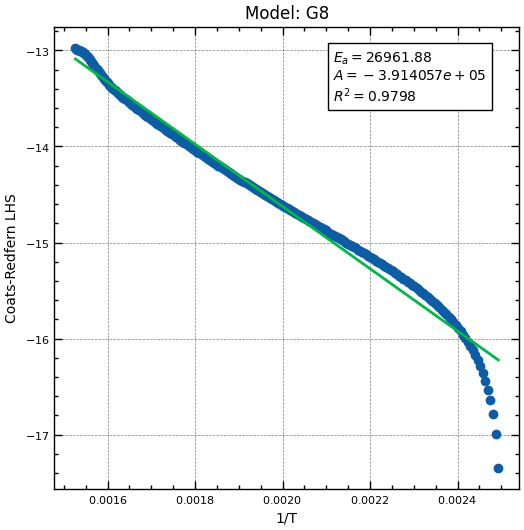 Model: G8
E_a = 26961.88
A = −3.914057e + 05
R² = 0.9798
Coats-Redfern LHS
−13
−14
−15
−16
−17
0.0016 0.0018 0.0020 0.0022 0.0024
1/T